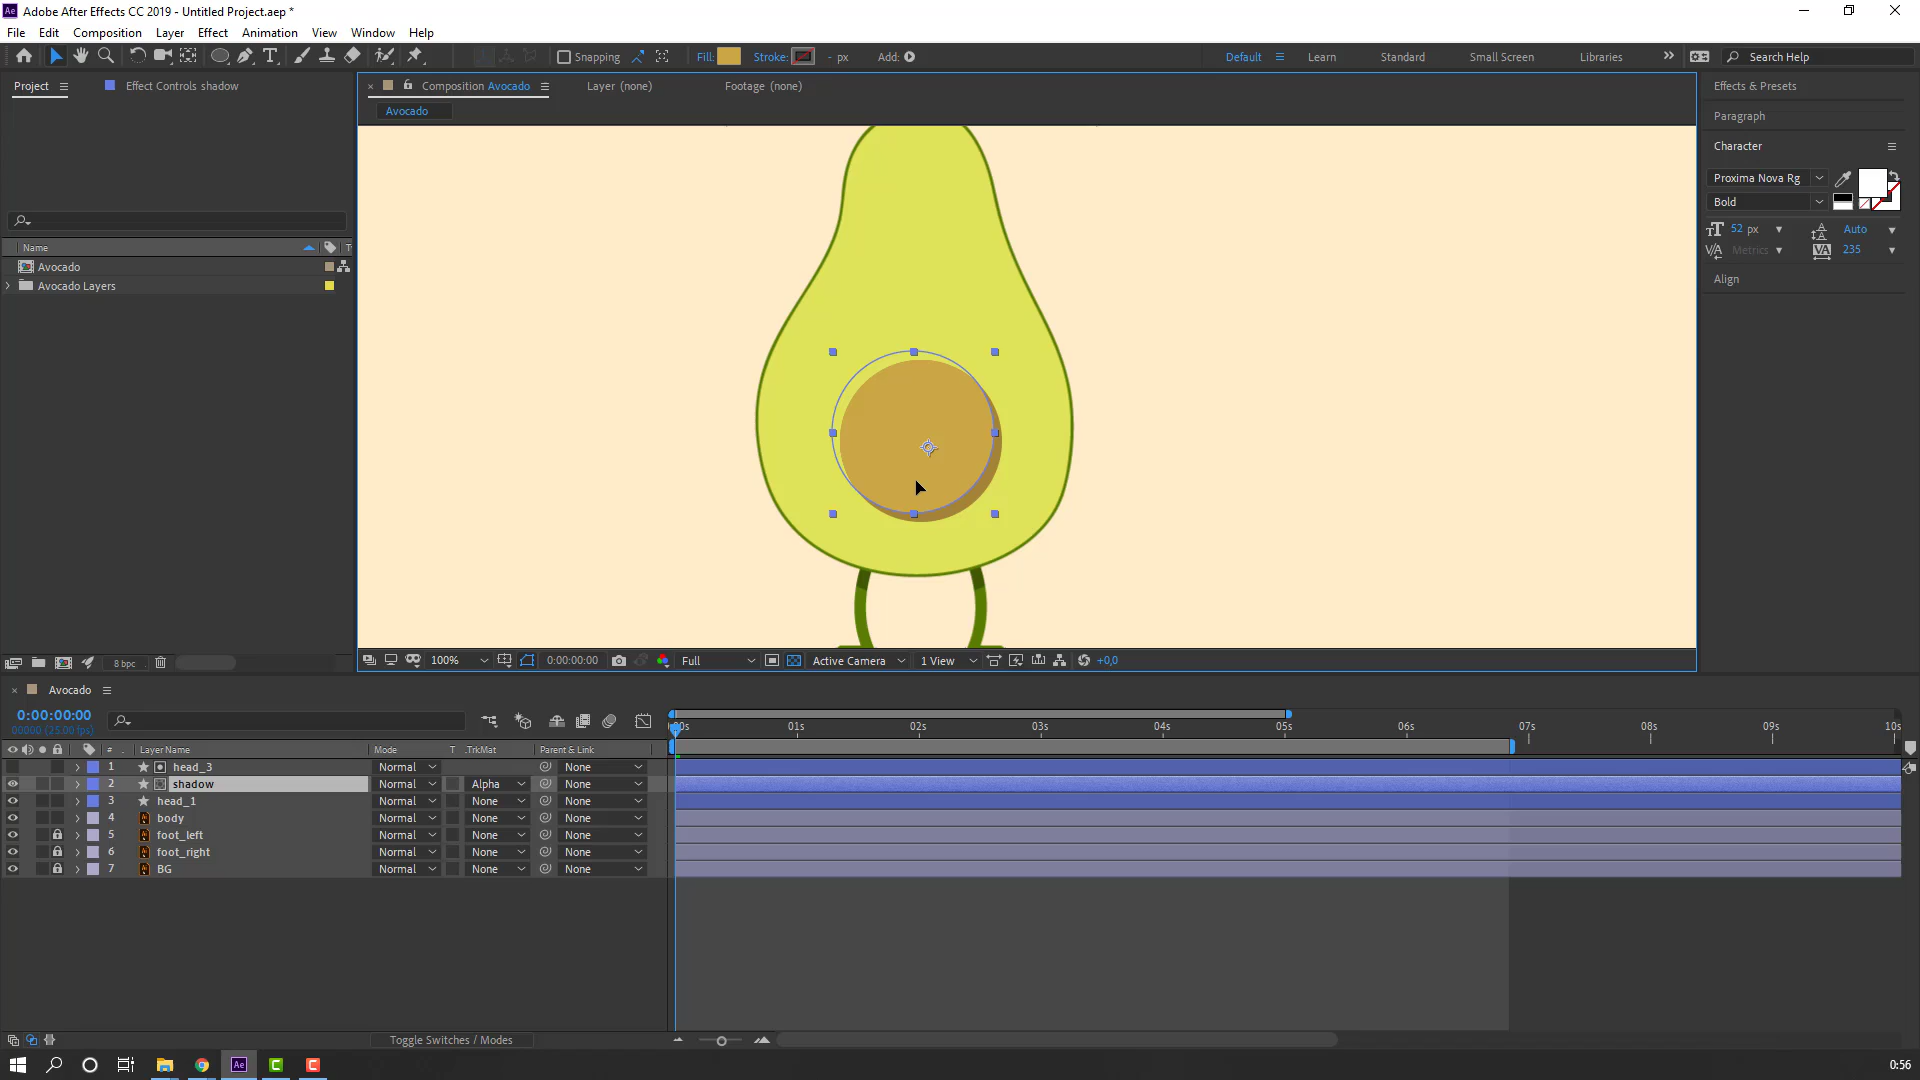 Ae Adobe After Effects CC 2019 - Untitled Project.aep *
File Edit Composition Layer Effect Animation View Window Help
T Snapping Fill: Stroke: - px Add: Default Learn Standard Small Screen Libraries Search Help
Project Effect Controls shadow
Composition Avocado Layer (none) Footage (none)
Avocado
Effects & Presets
Paragraph
Character
Proxima Nova Rg
Bold
52 px Auto
Metrics 235
Align
Name T
Avocado
Avocado Layers
8 bpc
100% 0:00:00:00 Full Active Camera 1 View +0,0
Avocado
0:00:00:00
00000 (25.00 fps)
00s 01s 02s 03s 04s 05s 06s 07s 08s 09s 10s
# . Layer Name Mode T .TrkMat Parent & Link
1 head_3 Normal None
2 shadow Normal Alpha None
3 head_1 Normal None None
4 body Normal None None
5 foot_left Normal None None
6 foot_right Normal None None
7 BG Normal None None
Toggle Switches / Modes
Ae C C 0:56